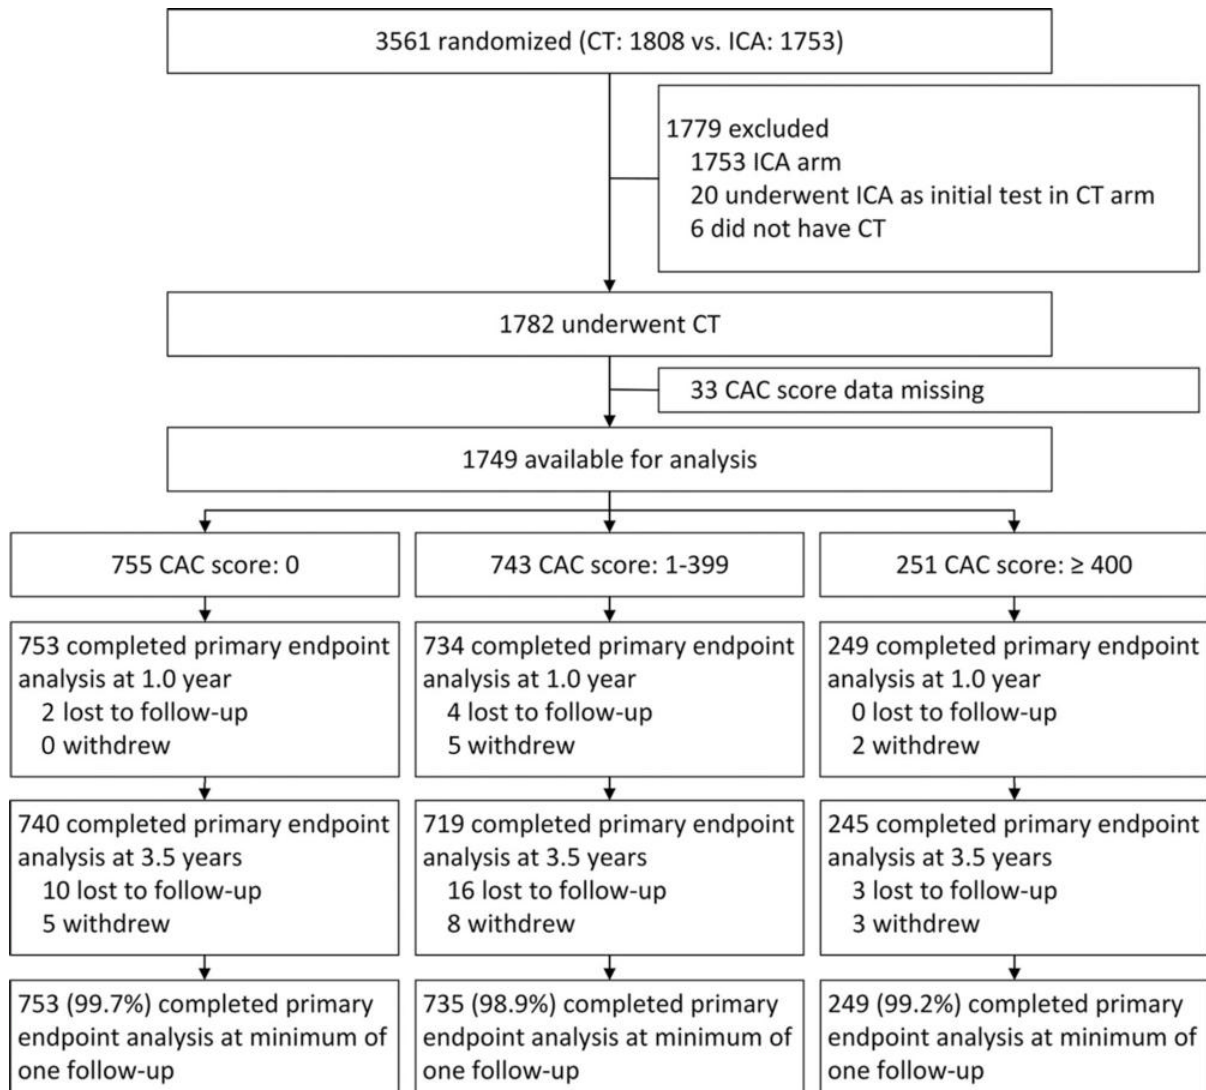 3561 randomized (CT: 1808 vs. ICA: 1753)
1779 excluded
1753 ICA arm
20 underwent ICA as initial test in CT arm
6 did not have CT
1782 underwent CT
33 CAC score data missing
1749 available for analysis
755 CAC score: 0
743 CAC score: 1-399
251 CAC score: ≥ 400
753 completed primary endpoint
analysis at 1.0 year
2 lost to follow-up
0 withdrew
734 completed primary endpoint
analysis at 1.0 year
4 lost to follow-up
5 withdrew
249 completed primary endpoint
analysis at 1.0 year
0 lost to follow-up
2 withdrew
740 completed primary endpoint
analysis at 3.5 years
10 lost to follow-up
5 withdrew
719 completed primary endpoint
analysis at 3.5 years
16 lost to follow-up
8 withdrew
245 completed primary endpoint
analysis at 3.5 years
3 lost to follow-up
3 withdrew
753 (99.7%) completed primary
endpoint analysis at minimum of
one follow-up
735 (98.9%) completed primary
endpoint analysis at minimum of
one follow-up
249 (99.2%) completed primary
endpoint analysis at minimum of
one follow-up